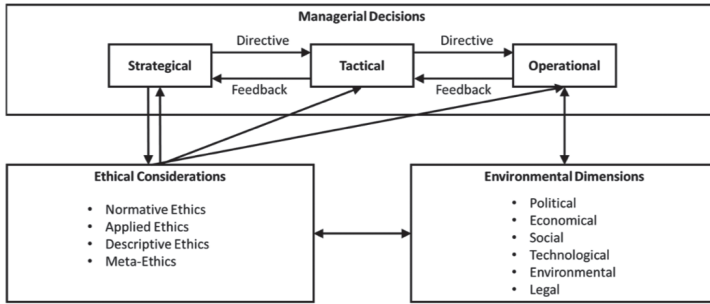 Managerial Decisions
Directive
Directive
Strategical
Tactical
Operational
Feedback
Feedback
Ethical Considerations
• Normative Ethics
• Applied Ethics
• Descriptive Ethics
• Meta-Ethics
Environmental Dimensions
• Political
• Economical
• Social
• Technological
• Environmental
• Legal